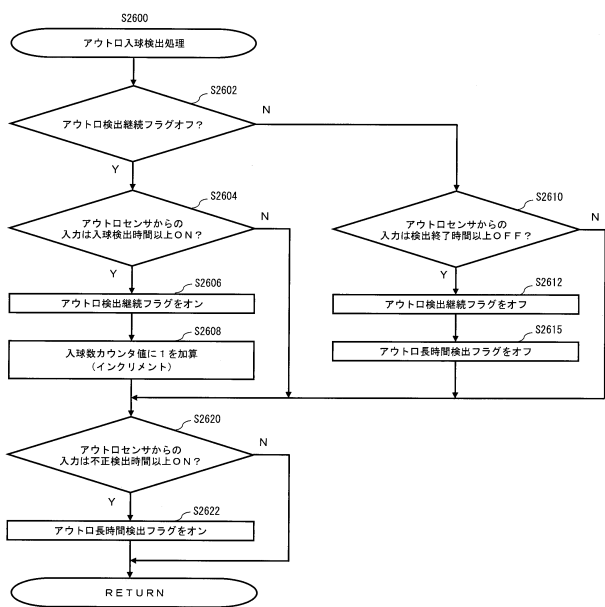 S2600
アウトロ入球検出処理
S2602
アウトロ検出継続フラグオフ？
N
Y
S2604
アウトロセンサからの
入力は入球検出時間以上ON？
N
Y
S2606
アウトロ検出継続フラグをオン
S2608
入球数カウンタ値に１を加算
（インクリメント）
S2610
アウトロセンサからの
入力は検出終了時間以上OFF？
N
Y
S2612
アウトロ検出継続フラグをオフ
S2615
アウトロ長時間検出フラグをオフ
S2620
アウトロセンサからの
入力は不正検出時間以上ON？
N
Y
S2622
アウトロ長時間検出フラグをオン
RETURN